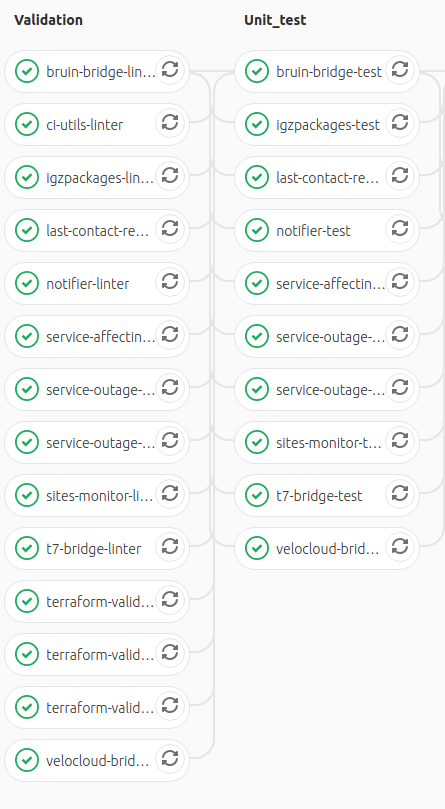 Validation
bruin-bridge-lin...
ci-utils-linter
igzpackages-lin...
last-contact-re...
notifier-linter
service-affectin...
service-outage-...
service-outage-...
sites-monitor-li...
t7-bridge-linter
terraform-valid...
terraform-valid...
terraform-valid...
velocloud-brid...
Unit_test
bruin-bridge-test
igzpackages-test
last-contact-re...
notifier-test
service-affectin...
service-outage-...
service-outage-...
sites-monitor-t...
t7-bridge-test
velocloud-brid...